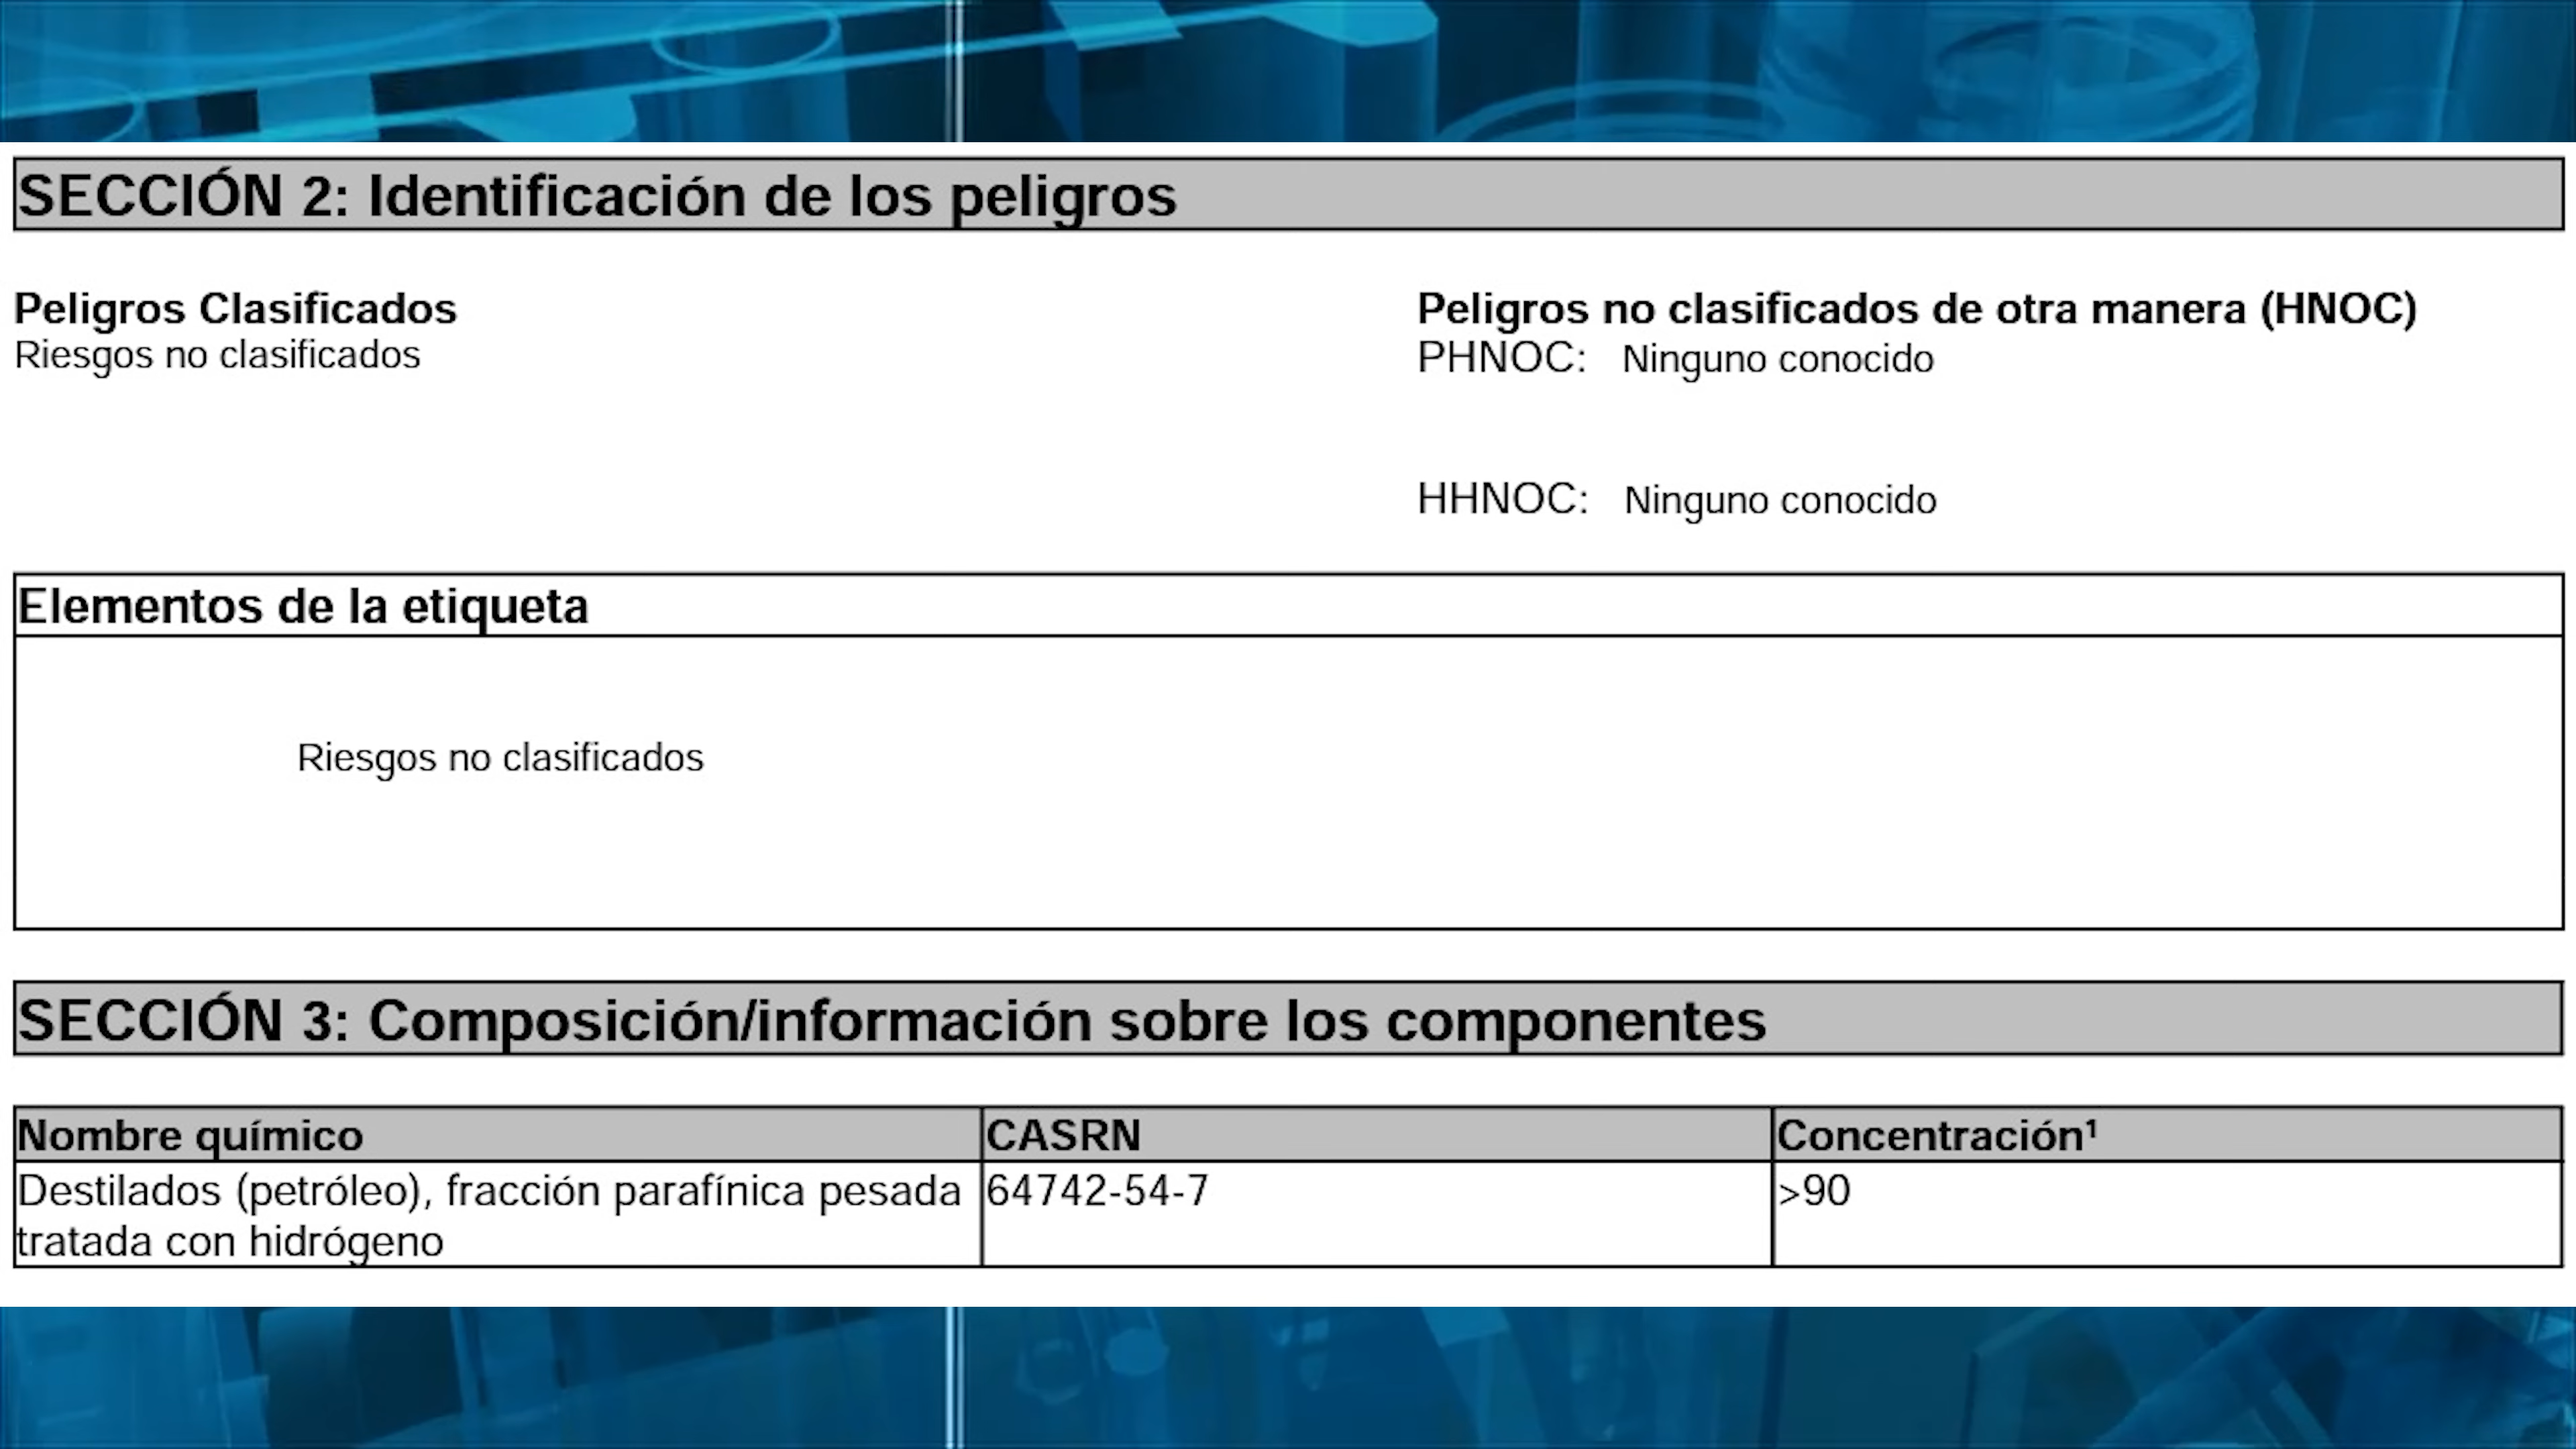 SECCIÓN 2: Identificación de los peligros
Peligros Clasificados
Riesgos no clasificados
Peligros no clasificados de otra manera (HNOC)
PHNOC: Ninguno conocido
HHNOC: Ninguno conocido
Elementos de la etiqueta
Riesgos no clasificados
SECCIÓN 3: Composición/información sobre los componentes
Nombre químico CASRN Concentración¹
Destilados (petróleo), fracción parafínica pesada 64742-54-7 >90
tratada con hidrógeno